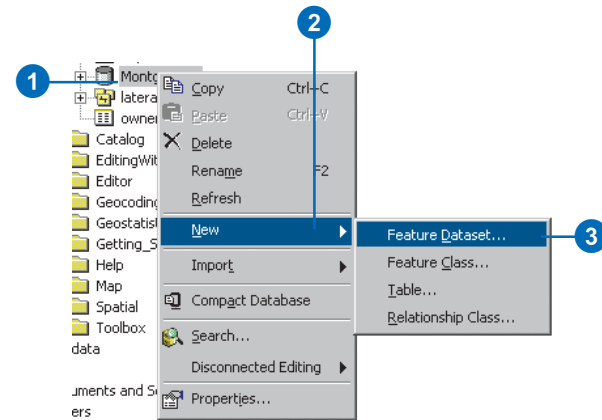 2
1
Montg
latera
owner
Catalog
EditingWit
Editor
Geocoding
Geostatist
Getting_S
Help
Map
Spatial
Toolbox
data
uments and S
ers
Copy Ctrl+C
Paste Ctrl+V
Delete
Rename F2
Refresh
New
Import
Compact Database
Search...
Disconnected Editing
Properties...
Feature Dataset... 3
Feature Class...
Table...
Relationship Class...